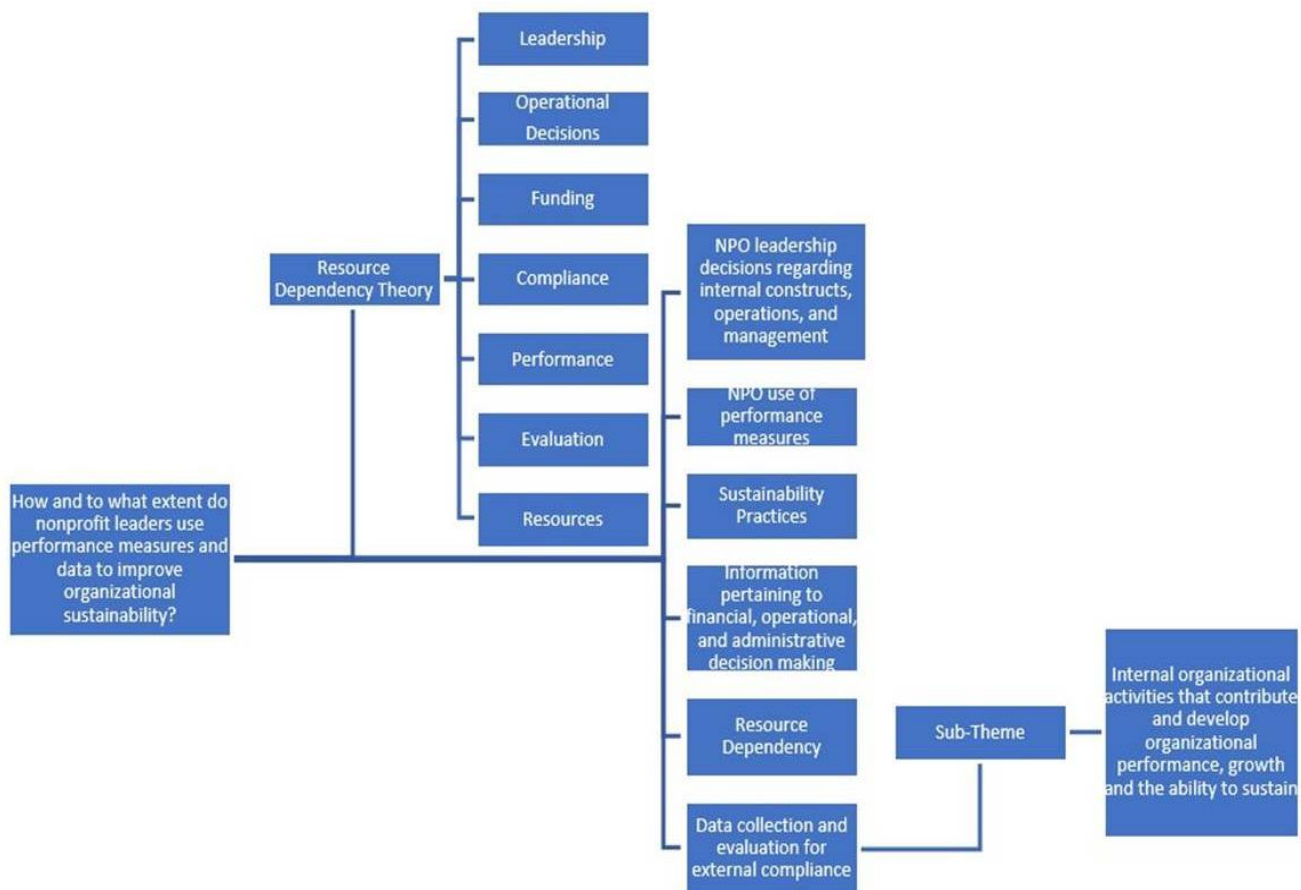 Leadership
Operational
Decisions
Funding
Resource
Dependency Theory
Compliance
Performance
Evaluation
Resources
How and to what extent do
nonprofit leaders use
performance measures and
data to improve
organizational
sustainability?
NPO leadership
decisions regarding
internal constructs,
operations, and
management
NPO use of
performance
measures
Sustainability
Practices
Information
pertaining to
financial, operational,
and administrative
decision making
Resource
Dependency
Data collection and
evaluation for
external compliance
Sub-Theme
Internal organizational
activities that contribute
and develop
organizational
performance, growth
and the ability to sustain